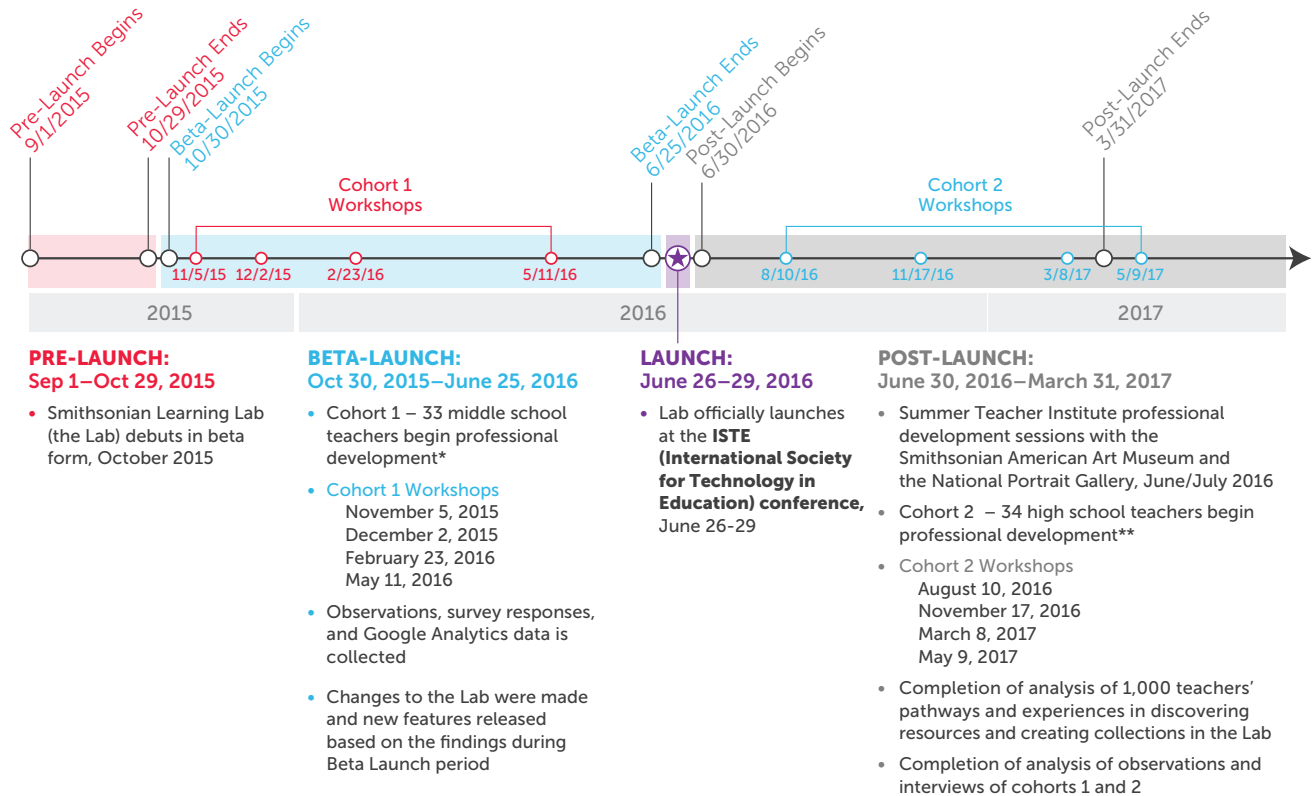 Pre-Launch Begins
9/1/2015
Pre-Launch Ends
10/29/2015
Beta-Launch Begins
10/30/2015
Beta-Launch Ends
6/25/2016
Post-Launch Begins
6/30/2016
Post-Launch Ends
3/31/2017
Cohort 1
Workshops
Cohort 2
Workshops
11/5/15
12/2/15
2/23/16
5/11/16
8/10/16
11/17/16
3/8/17
5/9/17
2015
2016
2017
PRE-LAUNCH:
Sep 1–Oct 29, 2015
• Smithsonian Learning Lab
(the Lab) debuts in beta
form, October 2015
BETA-LAUNCH:
Oct 30, 2015–June 25, 2016
• Cohort 1 – 33 middle school
teachers begin professional
development*
• Cohort 1 Workshops
November 5, 2015
December 2, 2015
February 23, 2016
May 11, 2016
• Observations, survey responses,
and Google Analytics data is
collected
• Changes to the Lab were made
and new features released
based on the findings during
Beta Launch period
LAUNCH:
June 26–29, 2016
• Lab officially launches
at the ISTE
(International Society
for Technology in
Education) conference,
June 26-29
POST-LAUNCH:
June 30, 2016–March 31, 2017
• Summer Teacher Institute professional
development sessions with the
Smithsonian American Art Museum and
the National Portrait Gallery, June/July 2016
• Cohort 2 – 34 high school teachers begin
professional development**
• Cohort 2 Workshops
August 10, 2016
November 17, 2016
March 8, 2017
May 9, 2017
• Completion of analysis of 1,000 teachers’
pathways and experiences in discovering
resources and creating collections in the Lab
• Completion of analysis of observations and
interviews of cohorts 1 and 2